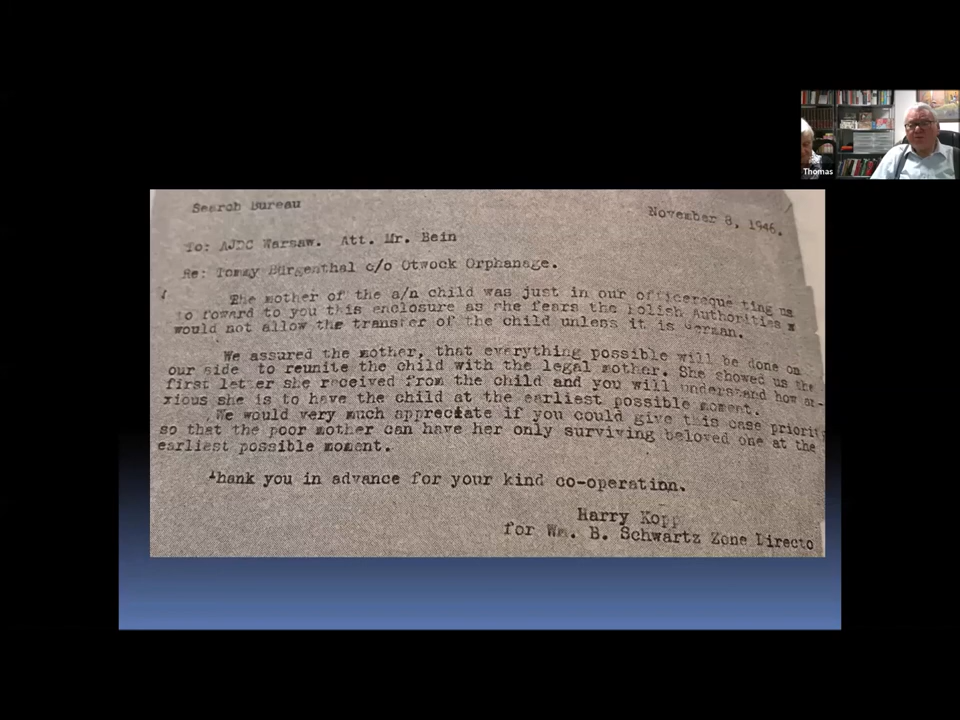 Search Bureau
November 8, 1946.
To: AJDC Warsaw. Att. Mr. Bein
Re: Tommy Bürgenthal c/o Otwock Orphanage.
The mother of the a/n child was just in our officereque ting us
to foward to you this enclosure as she fears the Polish Authorities
would not allow the transfer of the child unless it is German.
We assured the mother, that everything possible will be done on
our side to reunite the child with the legal mother. She showed us the
first letter she received from the child and you will understand how an-
xious she is to have the child at the earliest possible moment.
We would very much appreciate if you could give this case priorit
so that the poor mother can have her only surviving beloved one at the
earliest possible moment.
Thank you in advance for your kind co-operation.
Harry Kopp
for Wm. B. Schwartz Zone Directo
Thomas